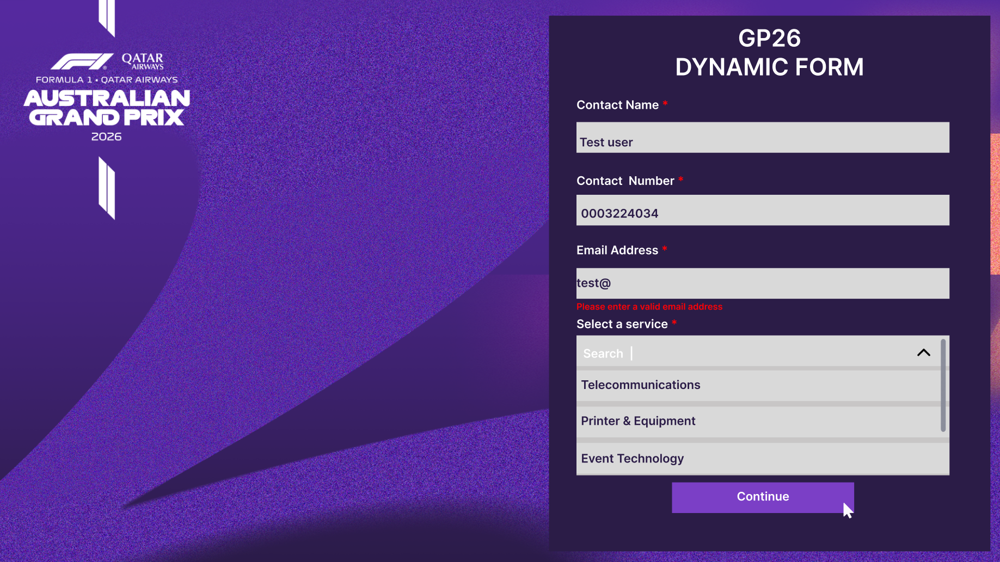 QATAR
AIRWAYS
FORMULA 1 • QATAR AIRWAYS
AUSTRALIAN
GRAND PRIX
2026
GP26
DYNAMIC FORM
Contact Name *
Test user
Contact  Number *
0003224034
Email Address *
test@
Please enter a valid email address
Select a service *
Search
Telecommunications
Printer & Equipment
Event Technology
Continue